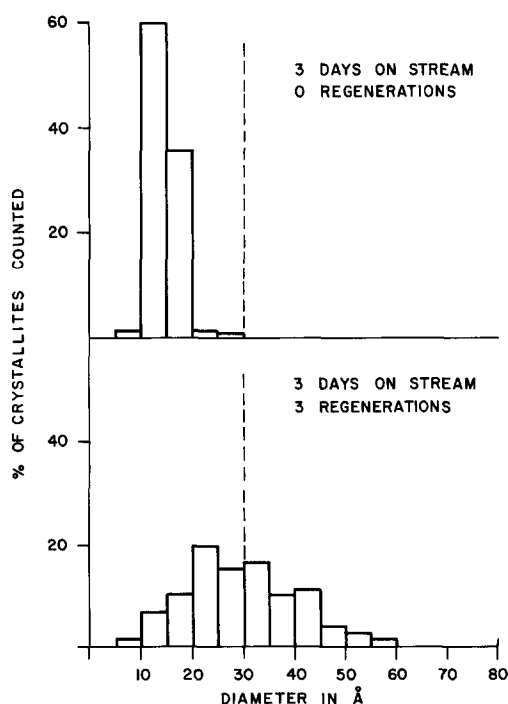 60
3 DAYS ON STREAM
0 REGENERATIONS
40
20
% OF CRYSTALLITES COUNTED
3 DAYS ON STREAM
3 REGENERATIONS
40
20
10 20 30 40 50 60 70 80
DIAMETER IN Å